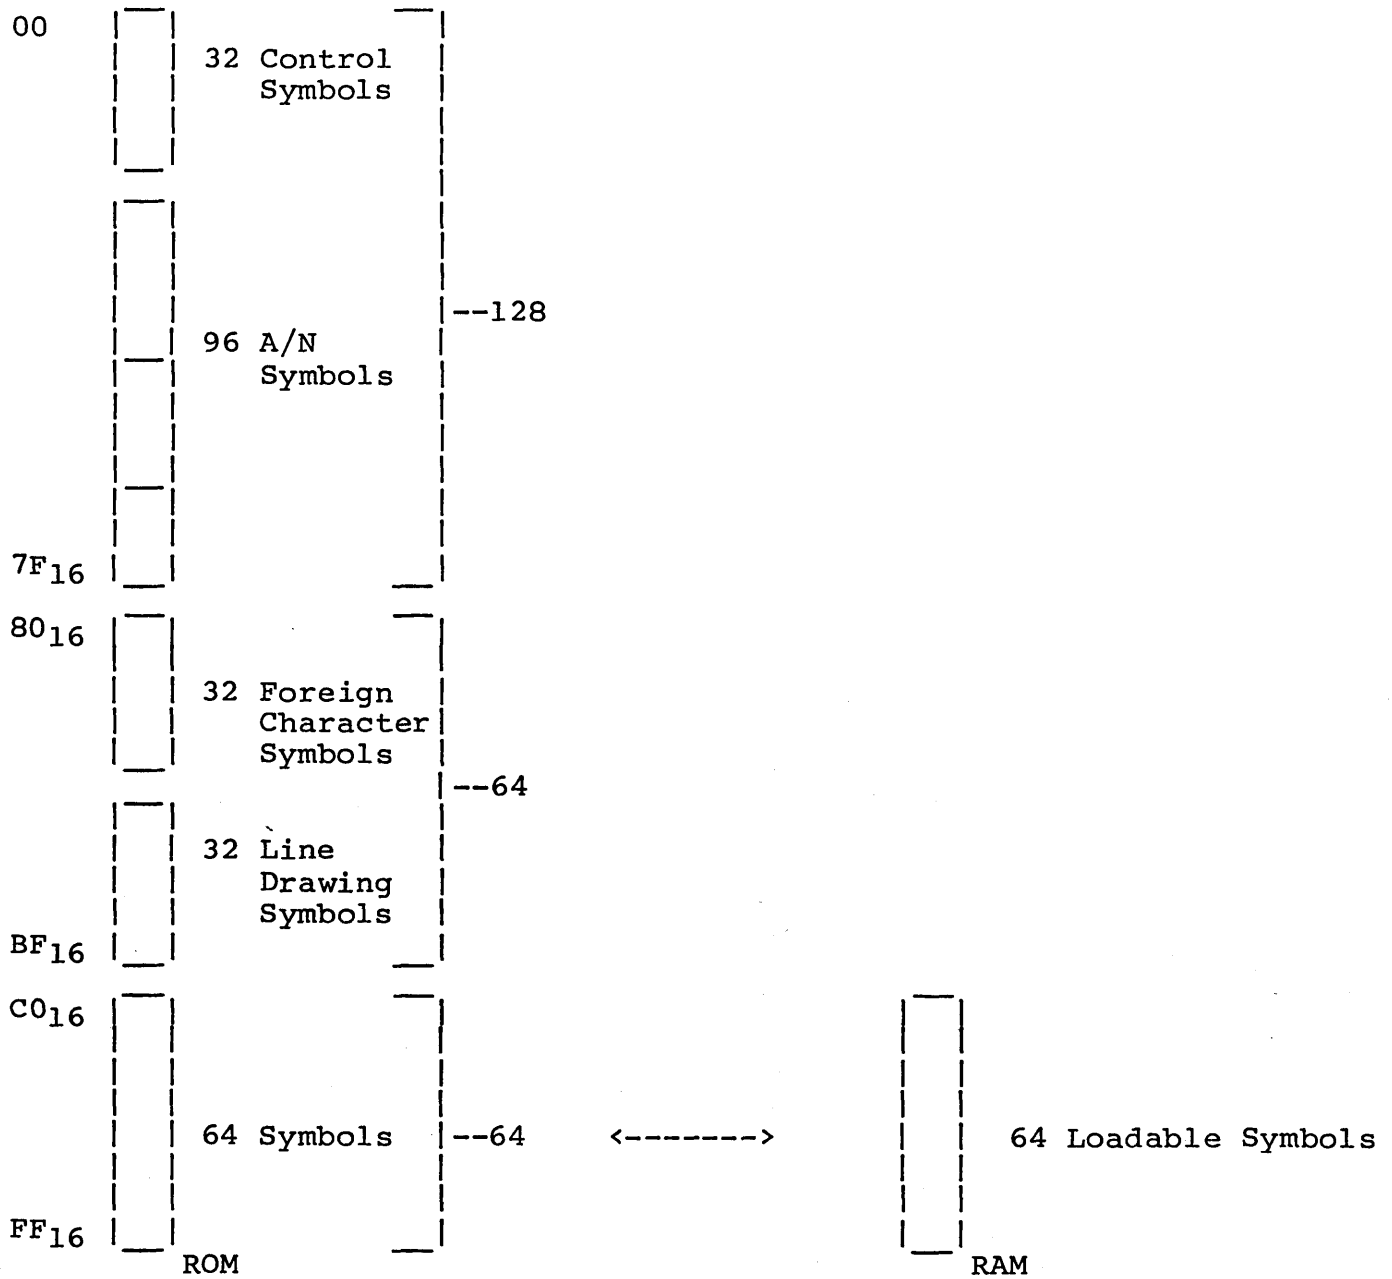 00
32 Control
Symbols
--128
96 A/N
Symbols
7F16
8016
32 Foreign
Character
Symbols
--64
32 Line
Drawing
Symbols
BF16
C016
64 Symbols --64 <-------> 64 Loadable Symbols
FF16
ROM RAM